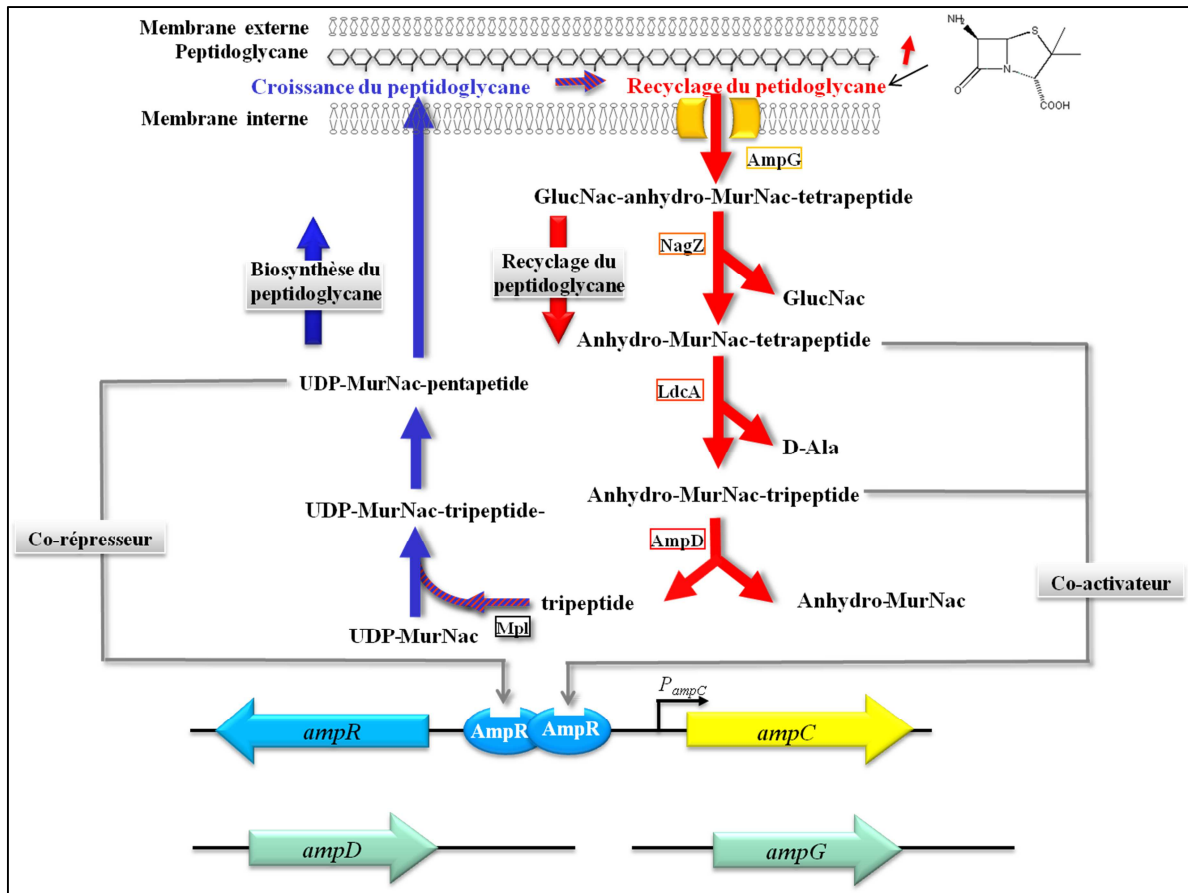 Membrane externe
Peptidoglycane
Croissance du peptidoglycane
Recyclage du petidoglycane
Membrane interne
NH2
S
N
O
COOH
AmpG
GlucNac-anhydro-MurNac-tetrapeptide
NagZ
Biosynthèse du
peptidoglycane
Recyclage du
peptidoglycane
GlucNac
Anhydro-MurNac-tetrapeptide
UDP-MurNac-pentapetide
LdcA
D-Ala
Anhydro-MurNac-tripeptide
UDP-MurNac-tripeptide-
Co-répresseur
AmpD
Co-activateur
tripeptide
Anhydro-MurNac
UDP-MurNac
Mpl
PampC
ampR
AmpR
AmpR
ampC
ampD
ampG